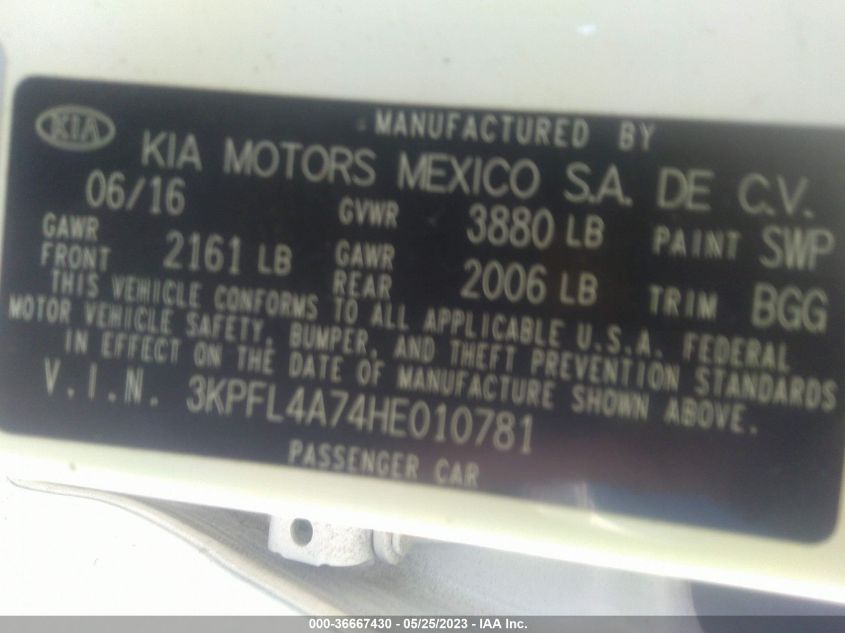 KIA
MANUFACTURED BY
KIA MOTORS MEXICO S.A. DE C.V.
06/16 GVWR 3880 LB PAINT SWP
GAWR FRONT 2161 LB GAWR REAR 2006 LB TRIM BGG
THIS VEHICLE CONFORMS TO ALL APPLICABLE U.S.A. FEDERAL
MOTOR VEHICLE SAFETY, BUMPER, AND THEFT PREVENTION STANDARDS
IN EFFECT ON THE DATE OF MANUFACTURE SHOWN ABOVE.
V.I.N. 3KPFL4A74HE010781
PASSENGER CAR
000-36667430 - 05/25/2023 - IAA Inc.